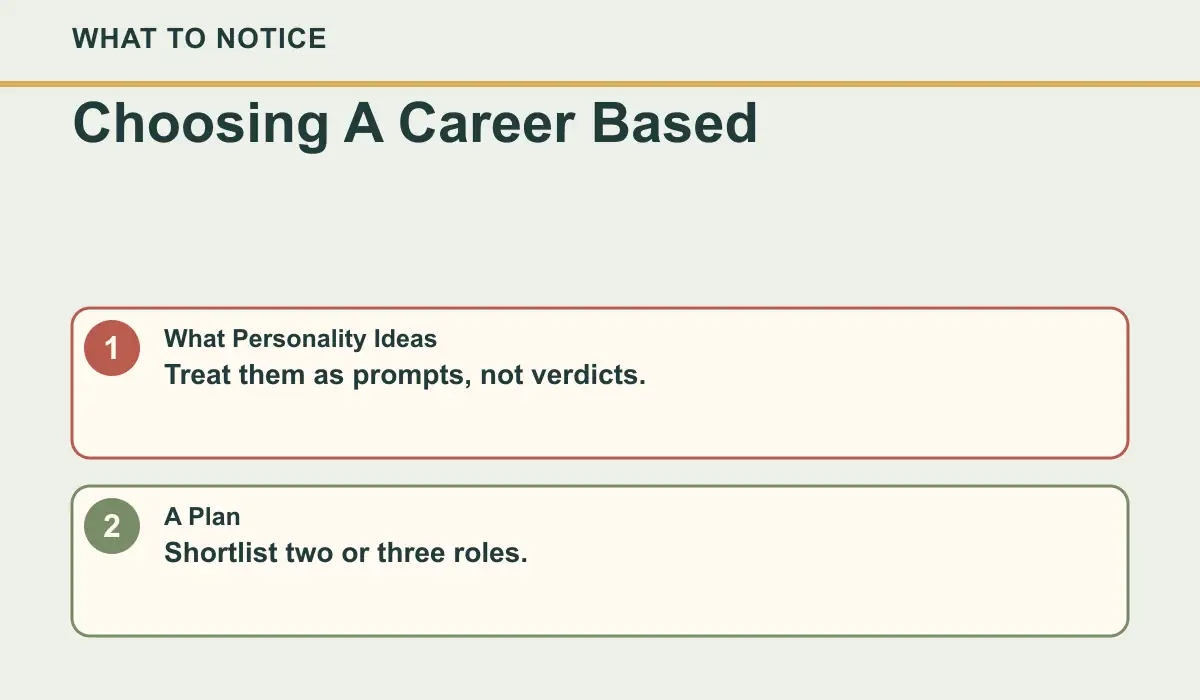 WHAT TO NOTICE
Choosing A Career Based
1
What Personality Ideas
Treat them as prompts, not verdicts.
2
A Plan
Shortlist two or three roles.